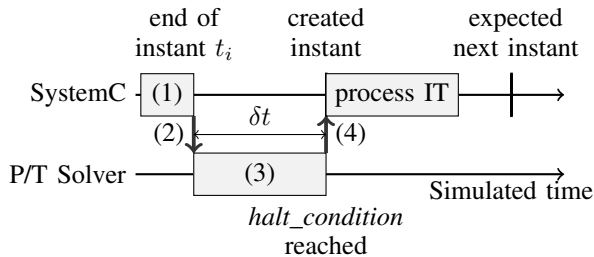 end of
instant tᵢ
created
instant
expected
next instant
SystemC
(1)
process IT
(2)
δt
(4)
P/T Solver
(3)
Simulated time
halt_condition
reached